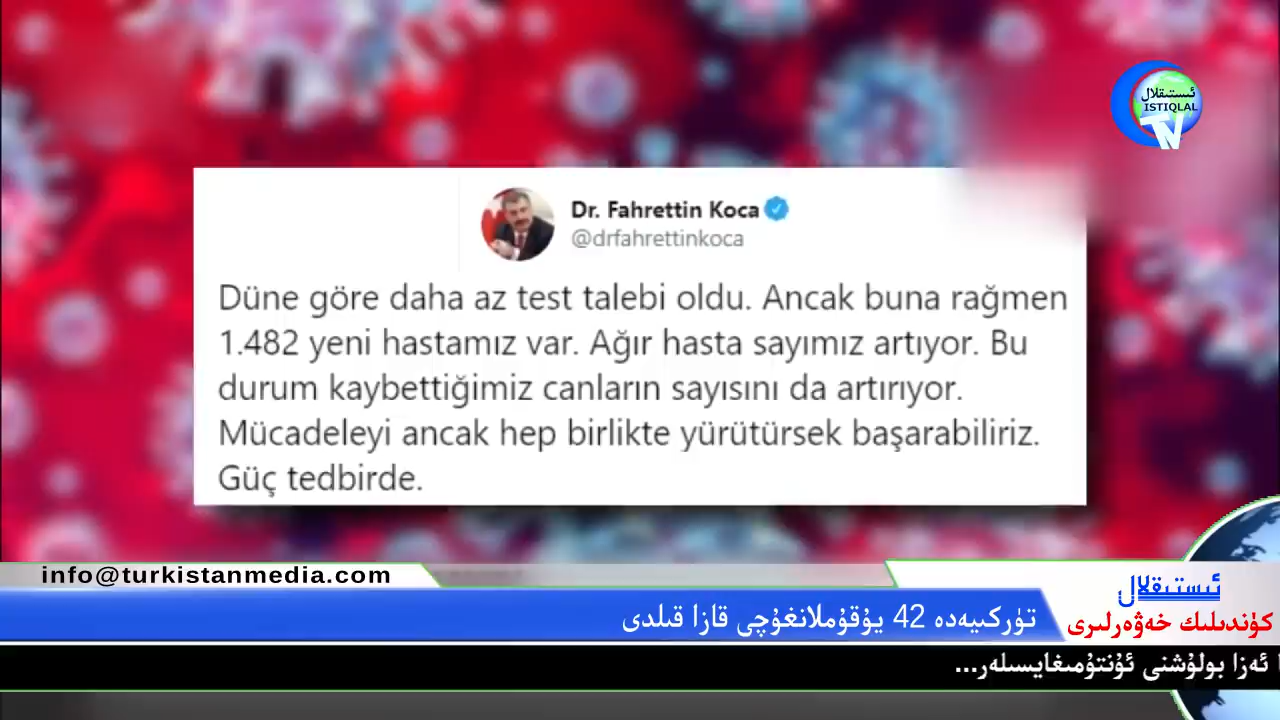 ئىستىقلال
ISTIQLAL
TV
Dr. Fahrettin Koca
@drfahrettinkoca
Düne göre daha az test talebi oldu. Ancak buna rağmen
1.482 yeni hastamız var. Ağır hasta sayımız artıyor. Bu
durum kaybettiğimiz canların sayısını da artırıyor.
Mücadeleyi ancak hep birlikte yürütürsek başarabiliriz.
Güç tedbirde.
info@turkistanmedia.com
ئىستىقلال
كۈندىلىك خەۋەرلىرى
تۈركىيەدە 42 يۇقۇملانغۇچى قازا قىلدى
ئەزا بولۇشنى ئۇنتۇمىغايسىلەر...